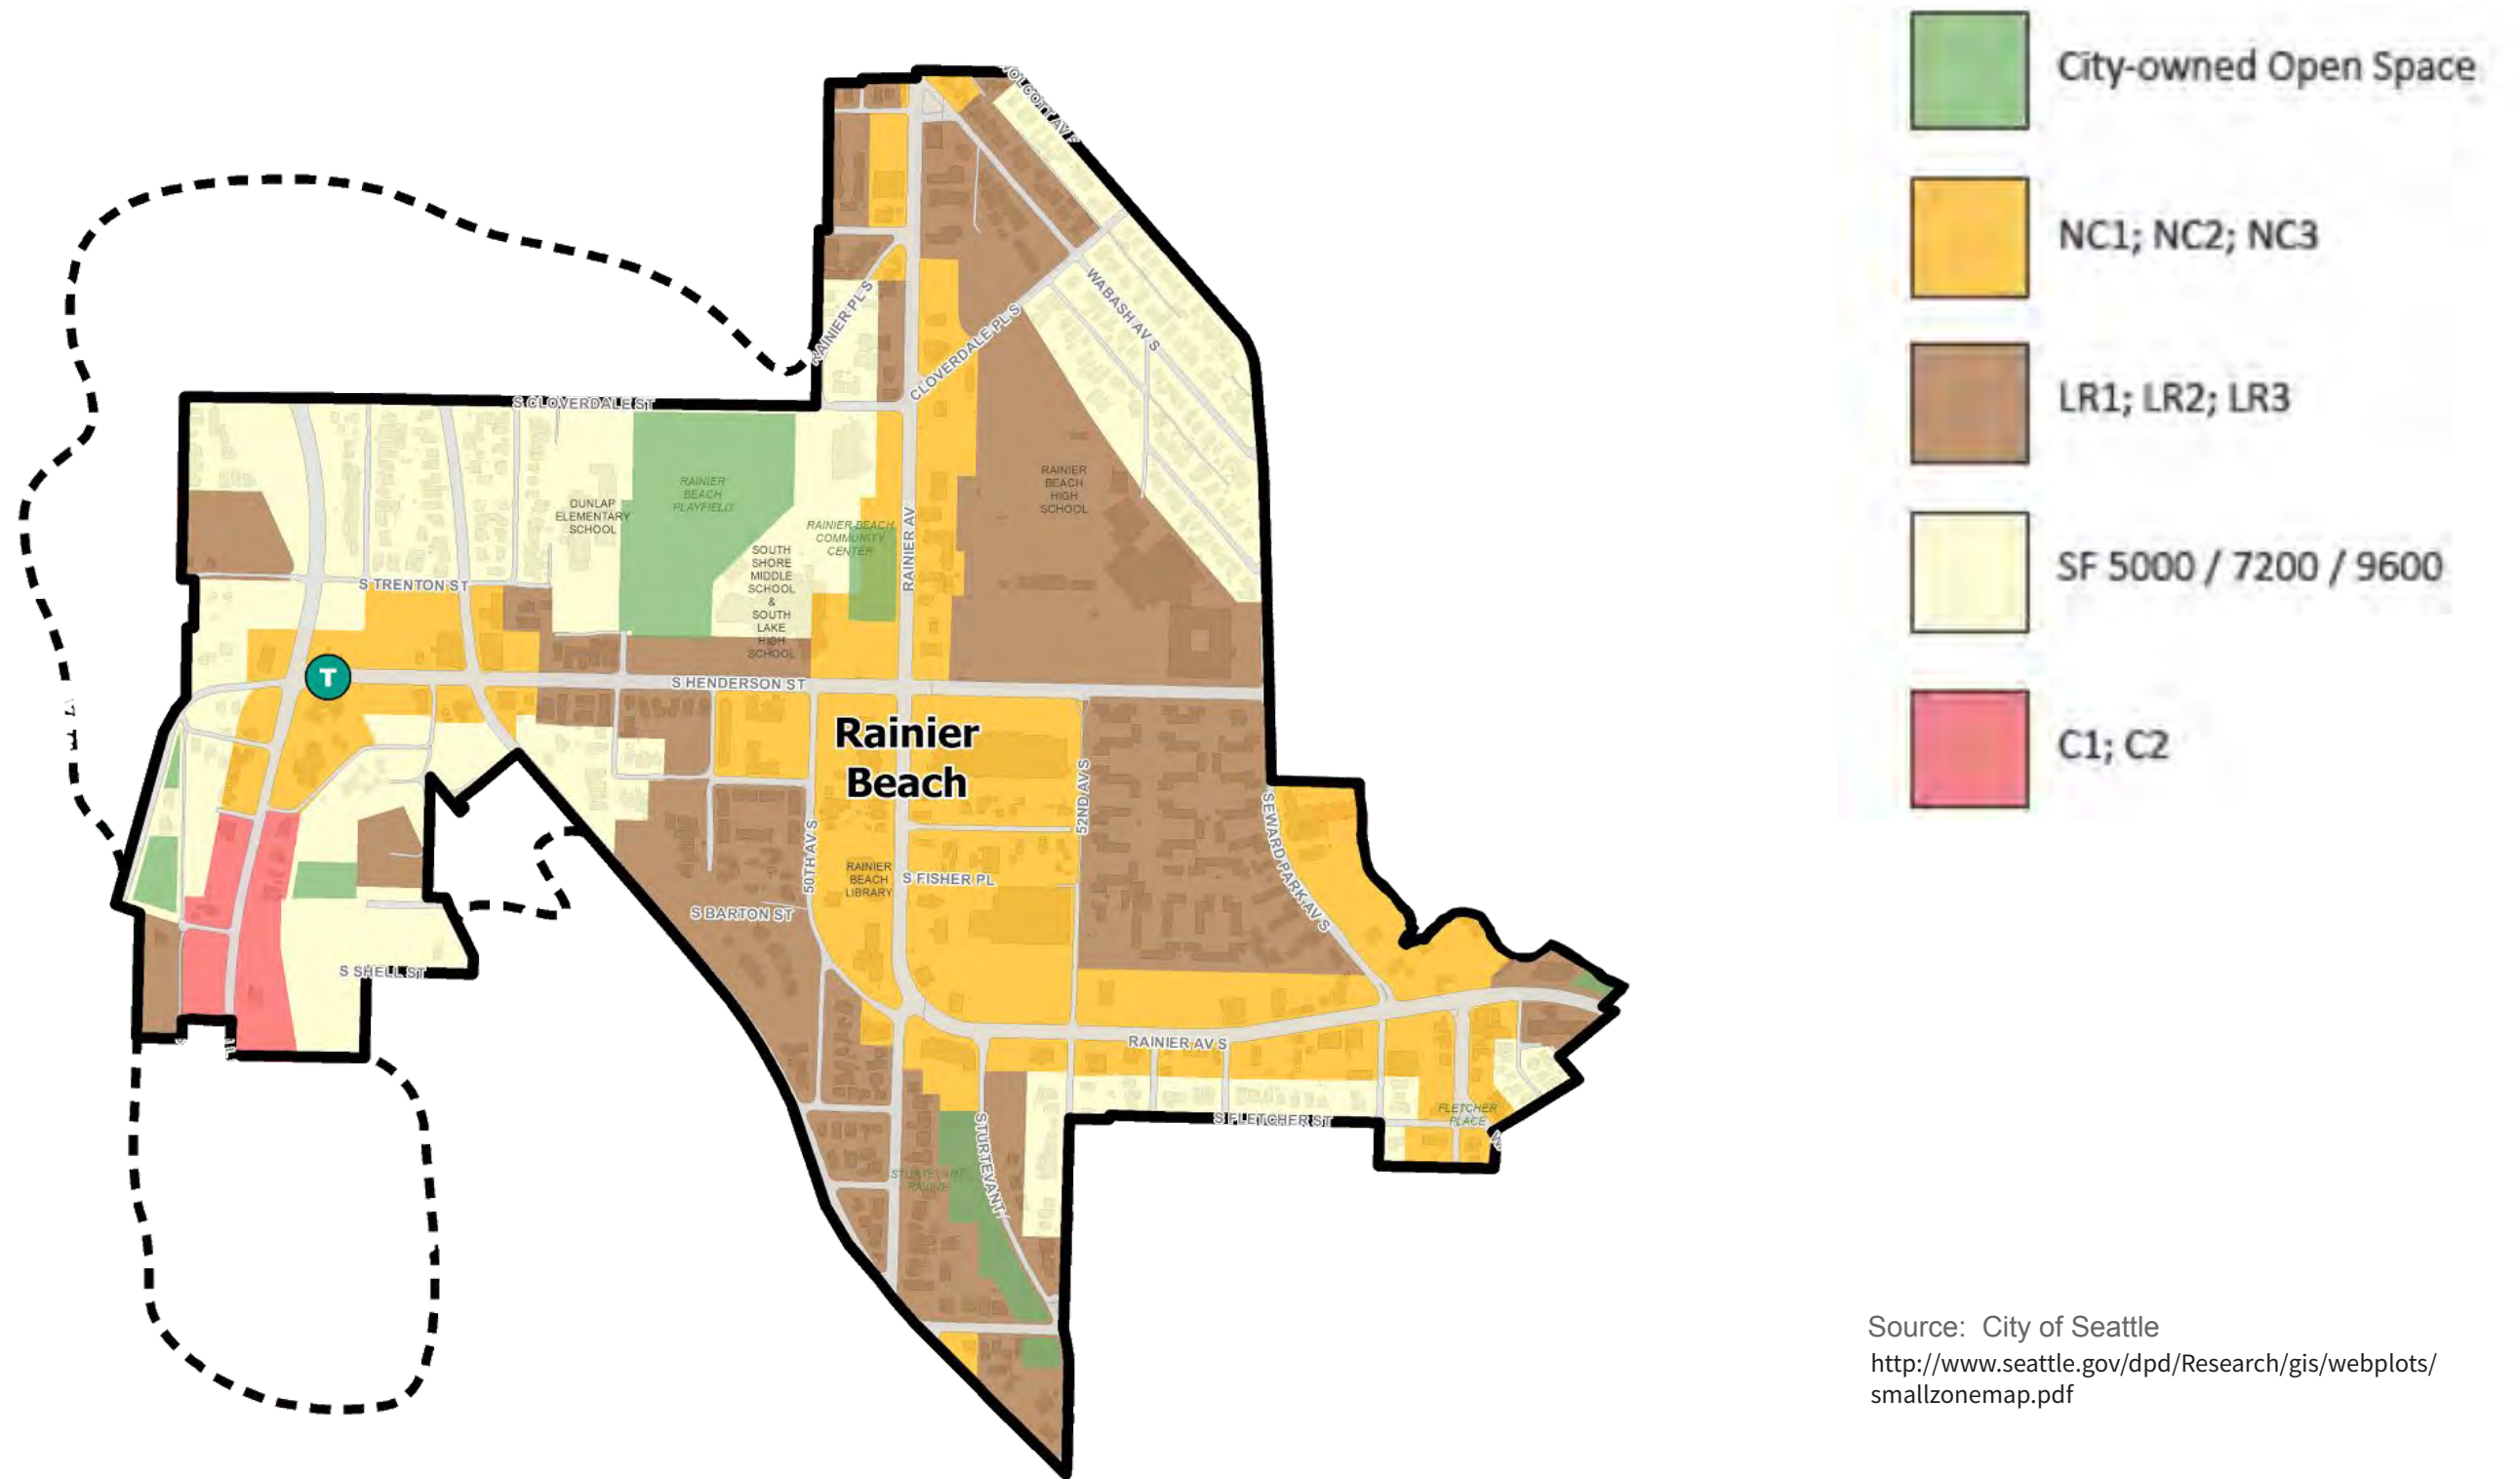 City-owned Open Space
NC1; NC2; NC3
LR1; LR2; LR3
SF 5000 / 7200 / 9600
C1; C2
WABASH AV S
RAINIER PL S
CLOVERDALE PL S
S CLOVERDALE ST
RAINIER
BEACH
PLAYFIELD
DUNLAP
ELEMENTARY
SCHOOL
RAINIER BEACH
COMMUNITY
CENTER
RAINIER
BEACH
HIGH
SCHOOL
RAINIER AV
SOUTH
SHORE
MIDDLE
SCHOOL
&
SOUTH
LAKE
HIGH
SCHOOL
S TRENTON ST
T
S HENDERSON ST
Rainier
Beach
52ND AV S
50TH AV S
SEWARD PARK AV S
RAINIER
BEACH
LIBRARY
S FISHER PL
S BARTON ST
S SHELL ST
RAINIER AV S
S FLETCHER ST
FLETCHER
PLACE
STURTEVANT
STURTEVANT
RAVINE
Source: City of Seattle
http://www.seattle.gov/dpd/Research/gis/webplots/
smallzonemap.pdf